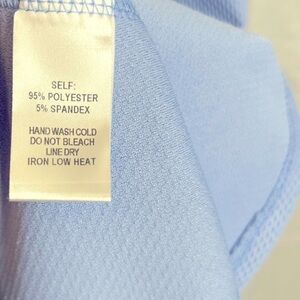 SELF:
95% POLYESTER
5% SPANDEX
HAND WASH COLD
DO NOT BLEACH
LINE DRY
IRON LOW HEAT